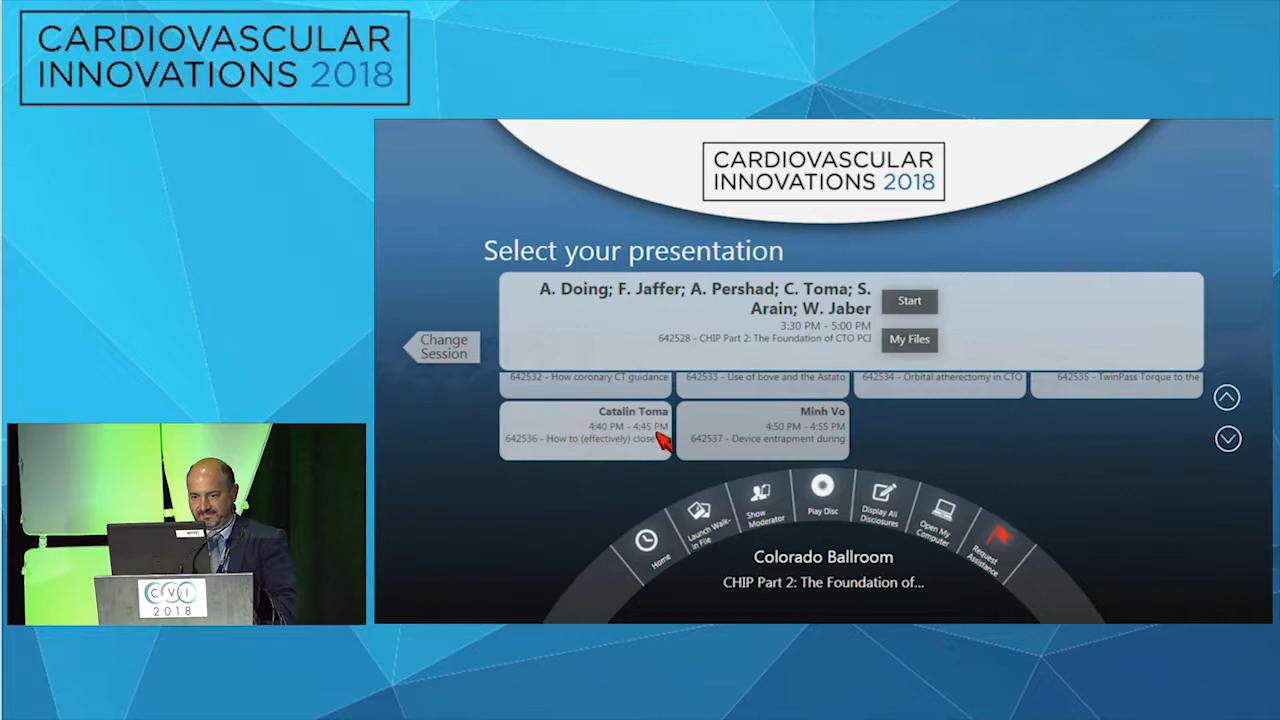 CARDIOVASCULAR
INNOVATIONS 2018
CARDIOVASCULAR
INNOVATIONS 2018
Select your presentation
A. Doing; F. Jaffer; A. Pershad; C. Toma; S.
Arain; W. Jaber
3:30 PM - 5:00 PM
642528 - CHIP Part 2: The Foundation of CTO PCI
Start
My Files
Change
Session
642532 - How coronary CT guidance
642533 - Use of bove and the Astato
642534 - Orbital atherectomy in CTO
642535 - TwinPass Torque to the
Catalin Toma
4:40 PM - 4:45 PM
642536 - How to (effectively) close
Minh Vo
4:50 PM - 4:55 PM
642537 - Device entrapment during
Home
Launch Walk-
in File
Show
Moderator
Play Disc
Display All
Disclosures
Open My
Computer
Request
Assistance
Colorado Ballroom
CHIP Part 2: The Foundation of...
CVI
2018